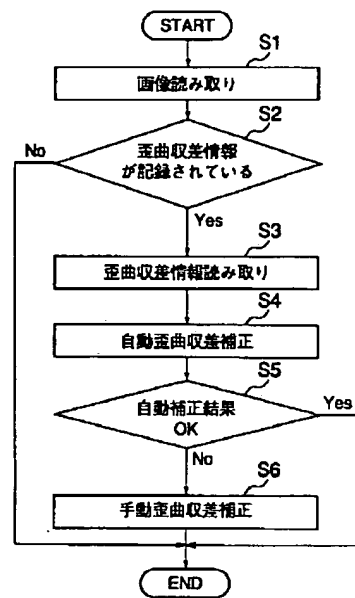 START
S1
画像読み取り
S2
No
歪曲収差情報
が記録されている
Yes
S3
歪曲収差情報読み取り
S4
自動歪曲収差補正
S5
自動補正結果
OK
Yes
No
S6
手動歪曲収差補正
END